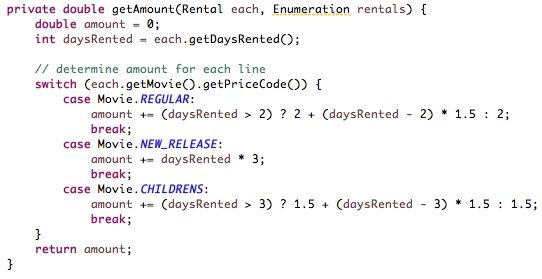 private double getAmount(Rental each, Enumeration rentals) {
    double amount = 0;
    int daysRented = each.getDaysRented();

    // determine amount for each line
    switch (each.getMovie().getPriceCode()) {
        case Movie.REGULAR:
            amount += (daysRented > 2) ? 2 + (daysRented - 2) * 1.5 : 2;
            break;
        case Movie.NEW_RELEASE:
            amount += daysRented * 3;
            break;
        case Movie.CHILDRENS:
            amount += (daysRented > 3) ? 1.5 + (daysRented - 3) * 1.5 : 1.5;
            break;
    }
    return amount;
}